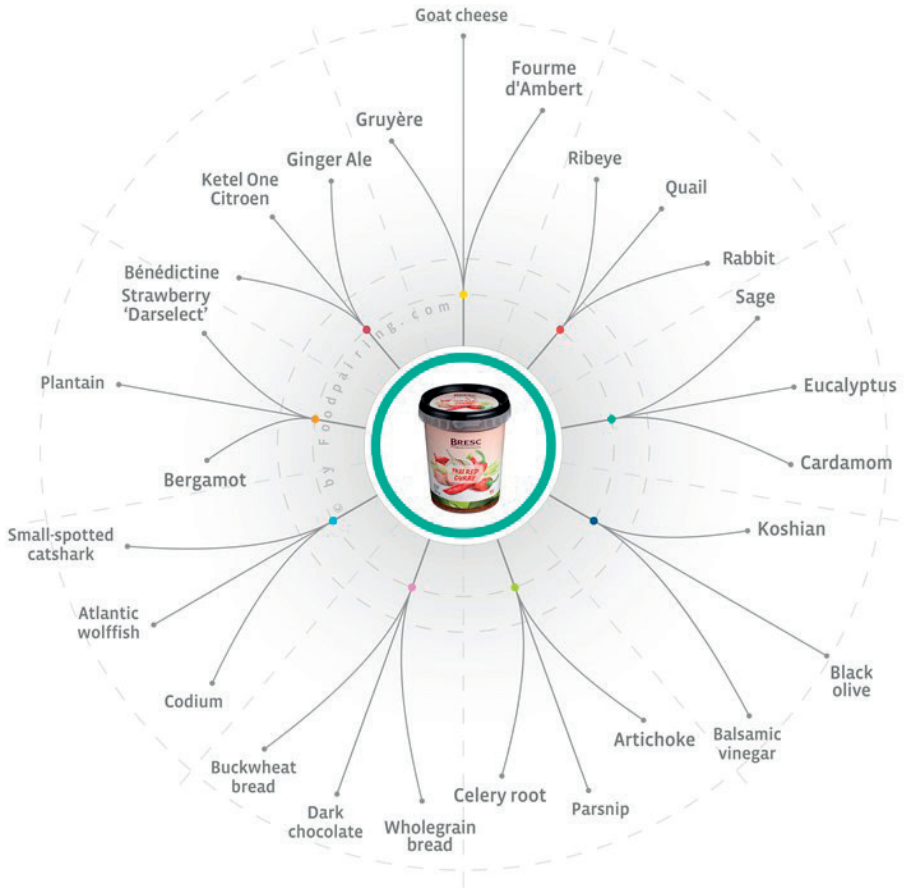 Goat cheese
Fourme
d'Ambert
Gruyère
Ribeye
Ginger Ale
Quail
Ketel One
Citroen
Rabbit
Bénédictine
Sage
Strawberry
'Darselect'
Plantain
Eucalyptus
Bergamot
Cardamom
by Foodpairing.com
BRESC
THAI RED
CURRY
Koshian
Small-spotted
catshark
Atlantic
wolffish
Black
olive
Codium
Balsamic
vinegar
Artichoke
Buckwheat
bread
Celery root
Parsnip
Dark
chocolate
Wholegrain
bread